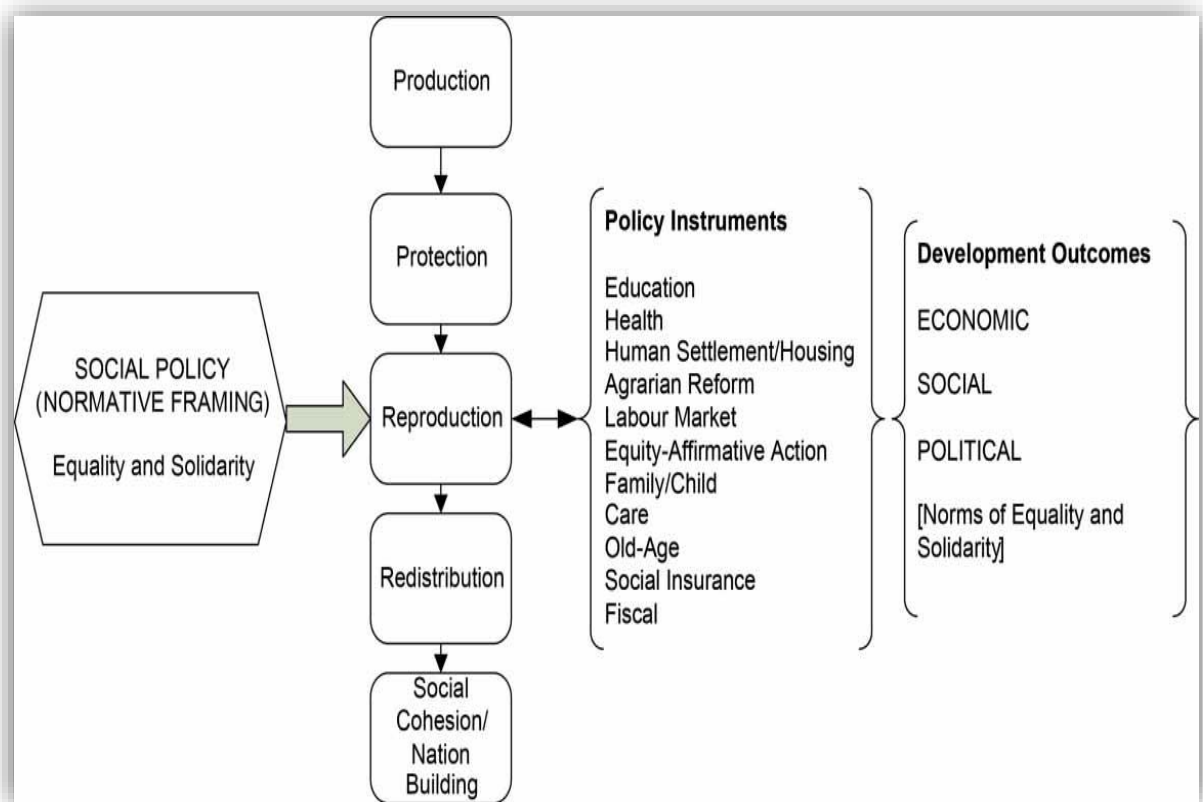 SOCIAL POLICY
(NORMATIVE FRAMING)
Equality and Solidarity
Production
Protection
Reproduction
Redistribution
Social
Cohesion/
Nation
Building
Policy Instruments
Education
Health
Human Settlement/Housing
Agrarian Reform
Labour Market
Equity-Affirmative Action
Family/Child
Care
Old-Age
Social Insurance
Fiscal
Development Outcomes
ECONOMIC
SOCIAL
POLITICAL
[Norms of Equality and
Solidarity]